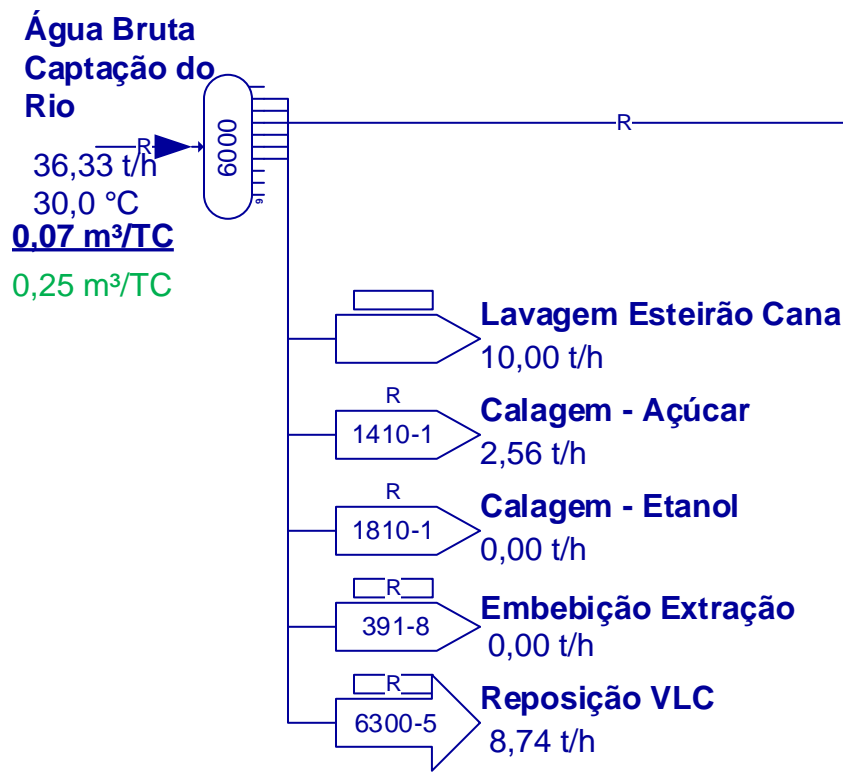 Água Bruta
Captação do
Rio
R
36,33 t/h
30,0 °C
0,07 m³/TC
0,25 m³/TC
6000
9
R
Lavagem Esteirão Cana
10,00 t/h
R
1410-1
Calagem - Açúcar
2,56 t/h
R
1810-1
Calagem - Etanol
0,00 t/h
R
391-8
Embebição Extração
0,00 t/h
R
6300-5
Reposição VLC
8,74 t/h